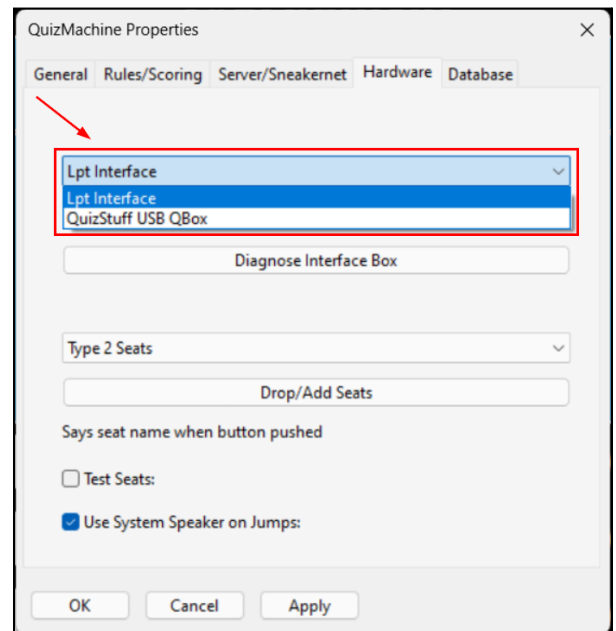 QuizMachine Properties
General Rules/Scoring Server/Sneakernet Hardware Database
Lpt Interface
Lpt Interface
QuizStuff USB QBox
Diagnose Interface Box
Type 2 Seats
Drop/Add Seats
Says seat name when button pushed
Test Seats:
Use System Speaker on Jumps:
OK Cancel Apply